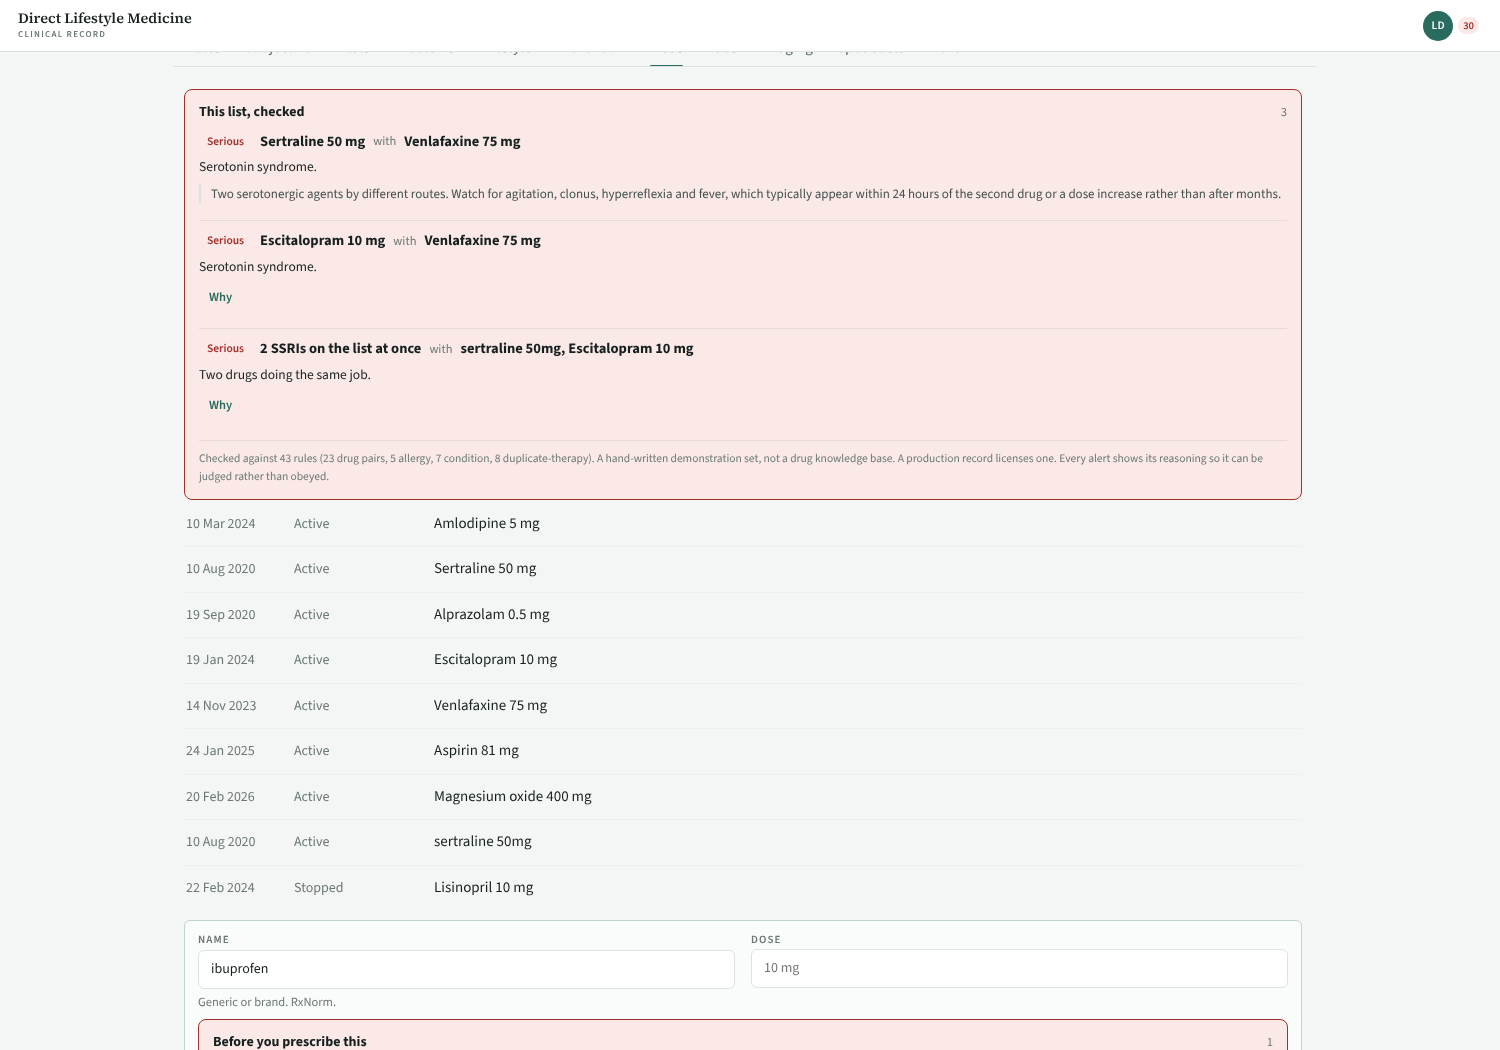 Direct Lifestyle Medicine
CLINICAL RECORD
LD
30
This list, checked
3
Serious Sertraline 50 mg with Venlafaxine 75 mg
Serotonin syndrome.
Two serotonergic agents by different routes. Watch for agitation, clonus, hyperreflexia and fever, which typically appear within 24 hours of the second drug or a dose increase rather than after months.
Serious Escitalopram 10 mg with Venlafaxine 75 mg
Serotonin syndrome.
Why
Serious 2 SSRIs on the list at once with sertraline 50mg, Escitalopram 10 mg
Two drugs doing the same job.
Why
Checked against 43 rules (23 drug pairs, 5 allergy, 7 condition, 8 duplicate-therapy). A hand-written demonstration set, not a drug knowledge base. A production record licenses one. Every alert shows its reasoning so it can be
judged rather than obeyed.
10 Mar 2024 Active Amlodipine 5 mg
10 Aug 2020 Active Sertraline 50 mg
19 Sep 2020 Active Alprazolam 0.5 mg
19 Jan 2024 Active Escitalopram 10 mg
14 Nov 2023 Active Venlafaxine 75 mg
24 Jan 2025 Active Aspirin 81 mg
20 Feb 2026 Active Magnesium oxide 400 mg
10 Aug 2020 Active sertraline 50mg
22 Feb 2024 Stopped Lisinopril 10 mg
NAME DOSE
ibuprofen 10 mg
Generic or brand. RxNorm.
Before you prescribe this
1